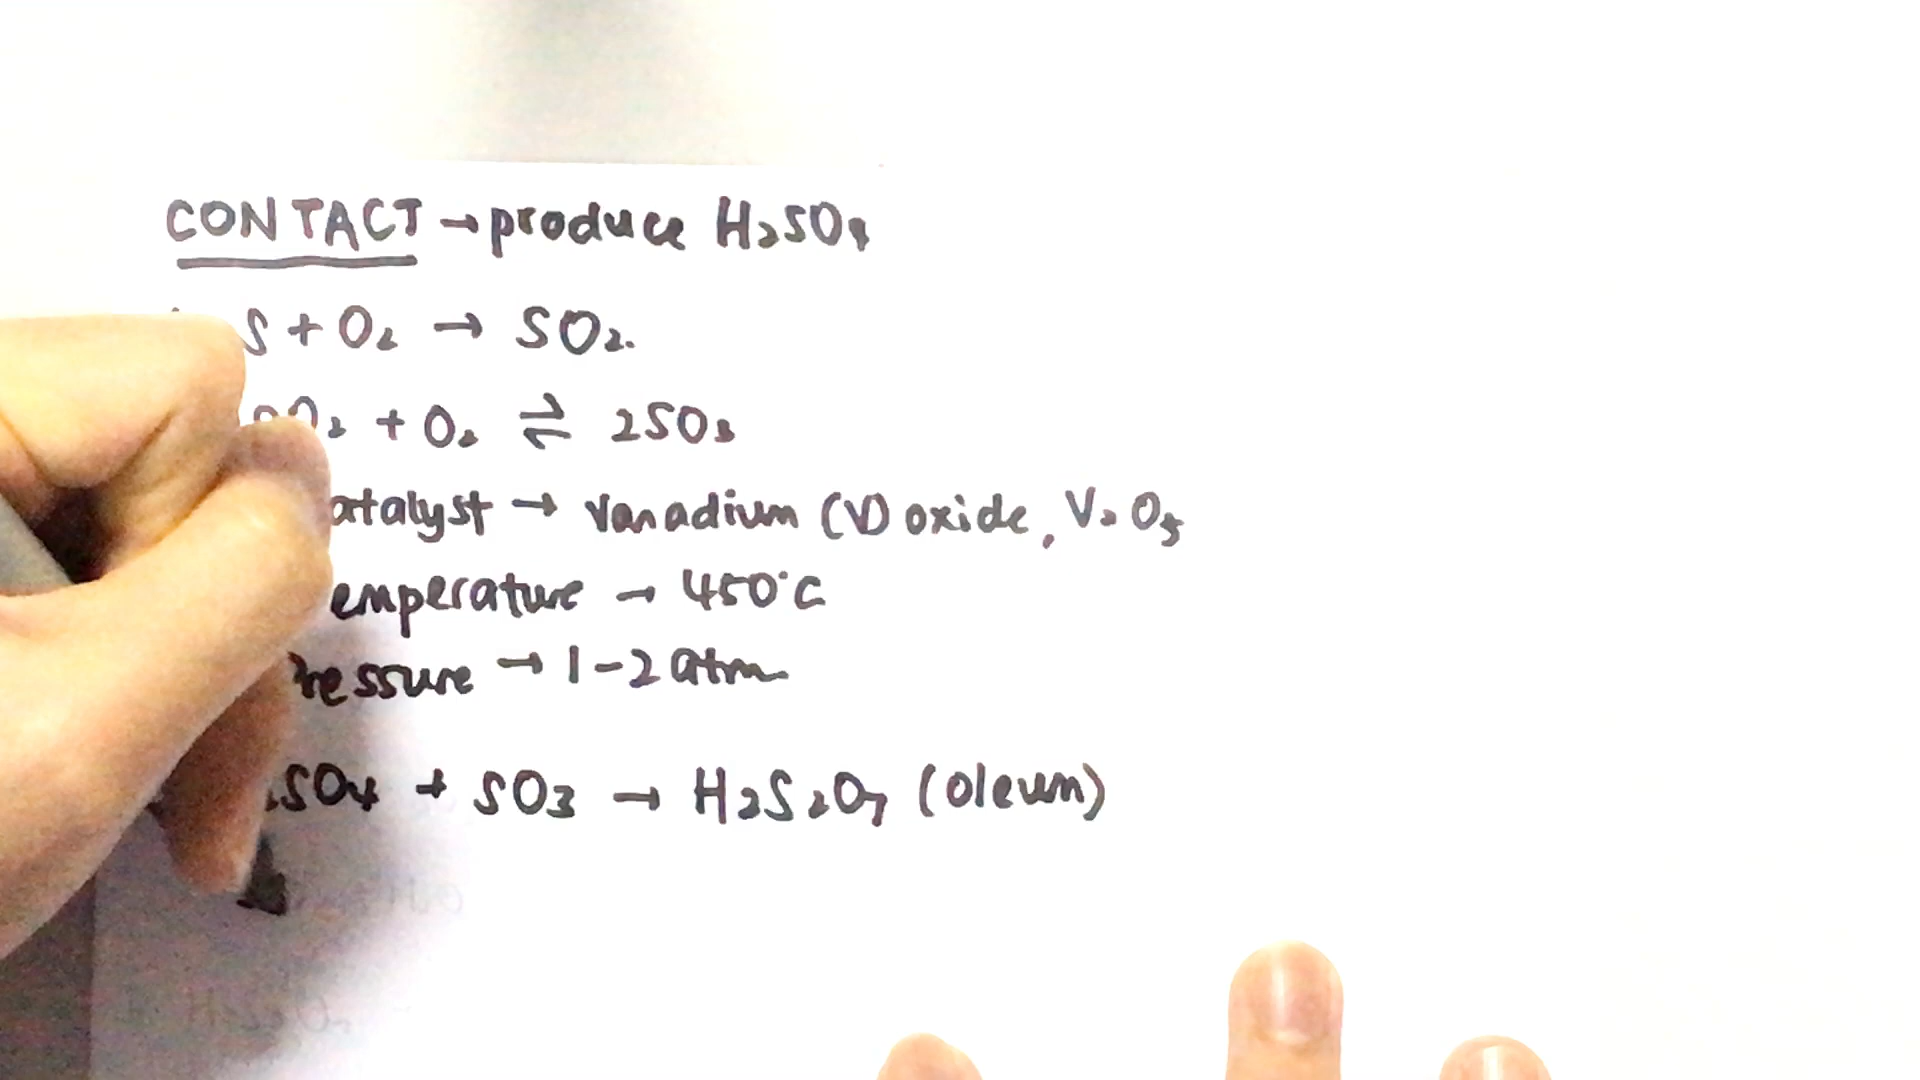 CONTACT → produce H₂SO₄
S + O₂ → SO₂.
O₂ + O₂ ⇌ 2SO₃
atalyst → vanadium (V) oxide, V₂O₅
emperature → 450°C
ressure → 1-2 atm
SO₄ + SO₃ → H₂S₂O₇ (oleum)